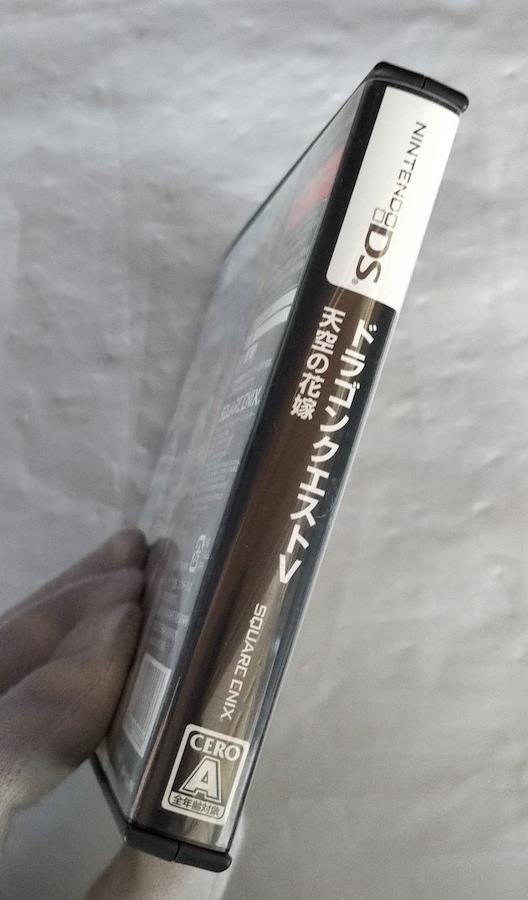 NINTENDO DS®
ドラゴンクエストV
天空の花嫁
SQUARE ENIX
CERO
A
全年齢対象